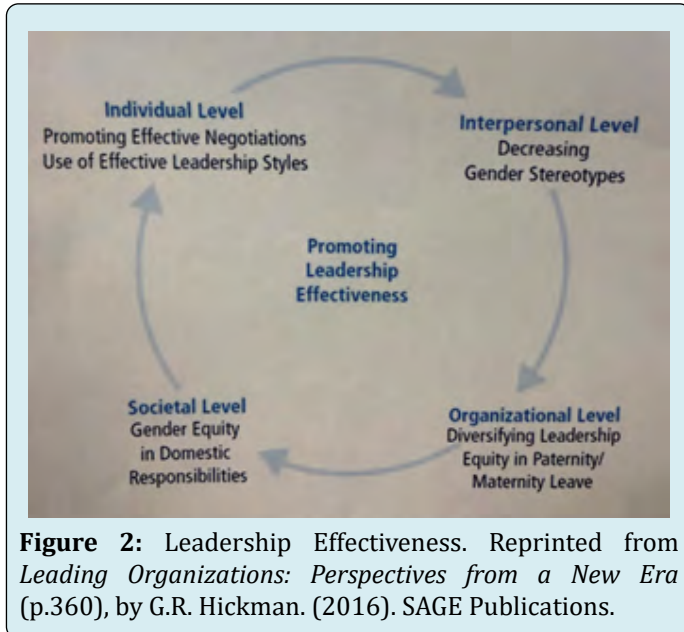 Individual Level
Promoting Effective Negotiations
Use of Effective Leadership Styles
Interpersonal Level
Decreasing
Gender Stereotypes
Promoting
Leadership
Effectiveness
Societal Level
Gender Equity
in Domestic
Responsibilities
Organizational Level
Diversifying Leadership
Equity in Paternity/
Maternity Leave
Figure 2: Leadership Effectiveness. Reprinted from
Leading Organizations: Perspectives from a New Era
(p.360), by G.R. Hickman. (2016). SAGE Publications.